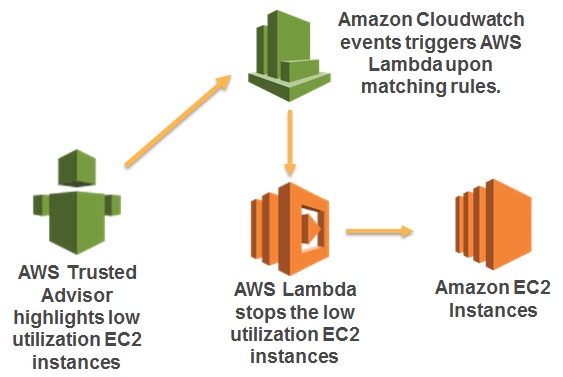 Amazon Cloudwatch
events triggers AWS
Lambda upon
matching rules.
AWS Trusted
Advisor
highlights low
utilization EC2
instances
AWS Lambda
stops the low
utilization EC2
instances
Amazon EC2
Instances